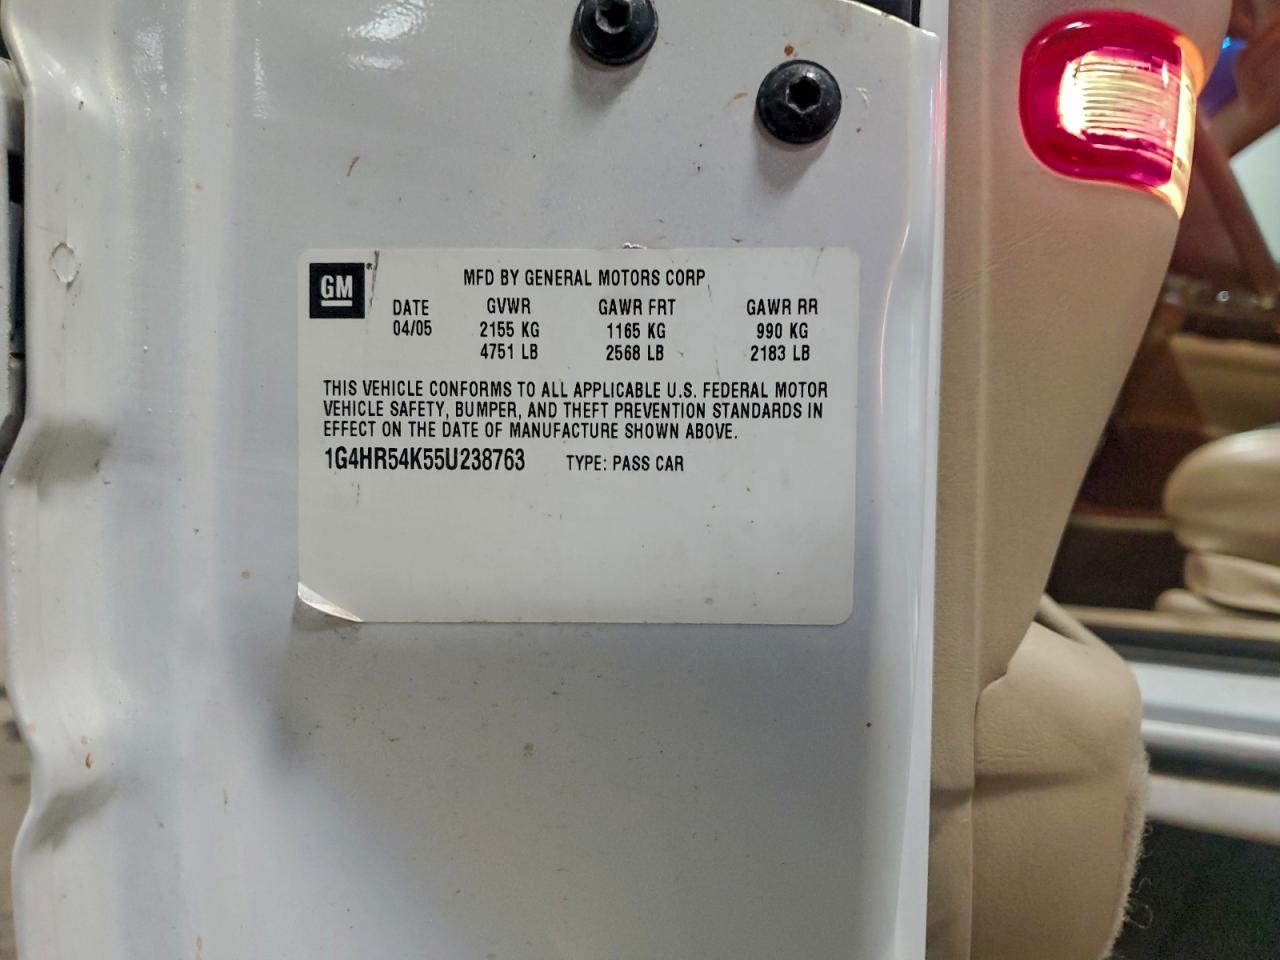 GM
MFD BY GENERAL MOTORS CORP
DATE GVWR GAWR FRT GAWR RR
04/05 2155 KG 1165 KG 990 KG
4751 LB 2568 LB 2183 LB
THIS VEHICLE CONFORMS TO ALL APPLICABLE U.S. FEDERAL MOTOR
VEHICLE SAFETY, BUMPER, AND THEFT PREVENTION STANDARDS IN
EFFECT ON THE DATE OF MANUFACTURE SHOWN ABOVE.
1G4HR54K55U238763 TYPE: PASS CAR